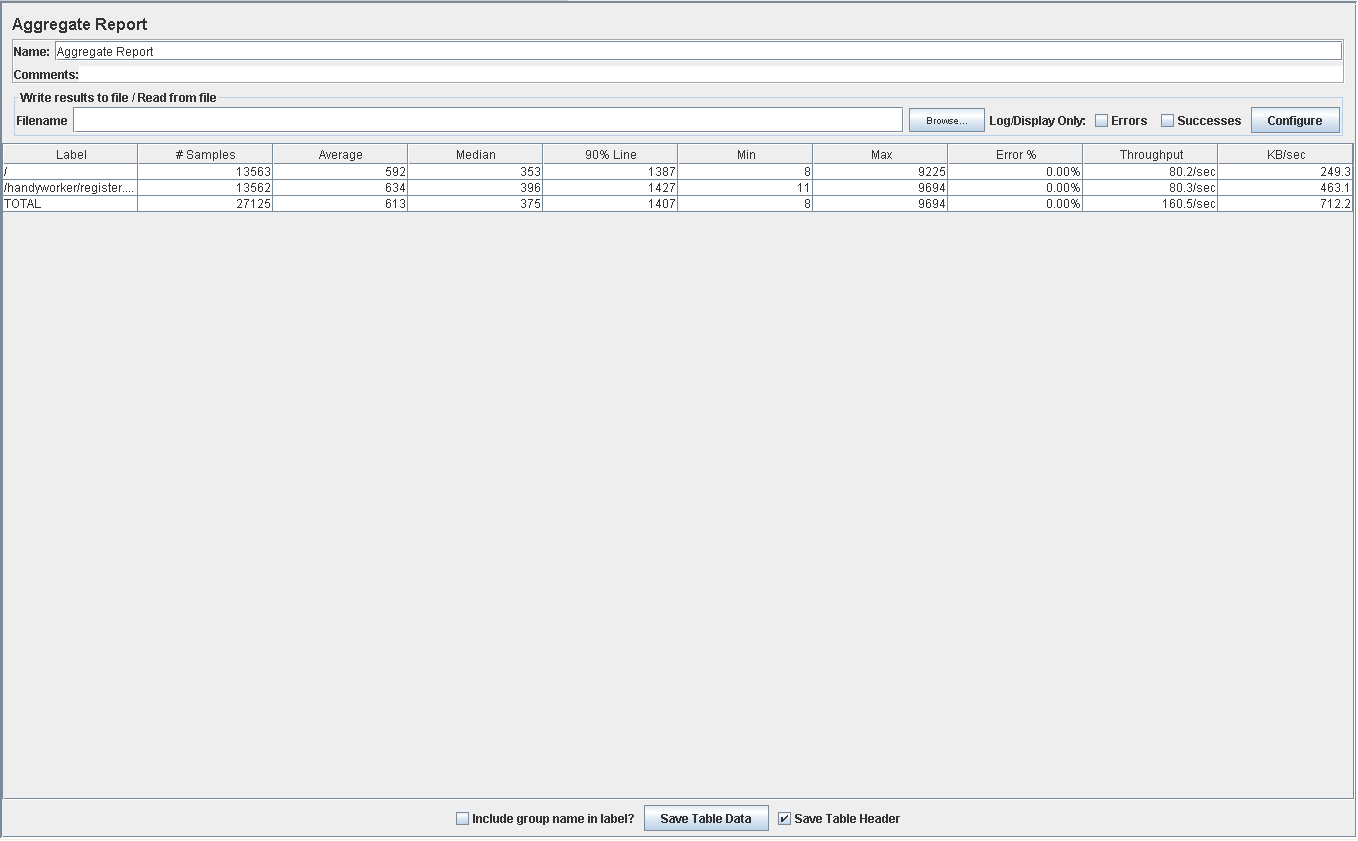 Aggregate Report
Name: Aggregate Report
Comments:
Write results to file / Read from file
Filename Browse... Log/Display Only: Errors Successes Configure
Label # Samples Average Median 90% Line Min Max Error % Throughput KB/sec
/ 13563 592 353 1387 8 9225 0.00% 80.2/sec 249.3
/handyworker/register.... 13562 634 396 1427 11 9694 0.00% 80.3/sec 463.1
TOTAL 27125 613 375 1407 8 9694 0.00% 160.5/sec 712.2
Include group name in label? Save Table Data Save Table Header